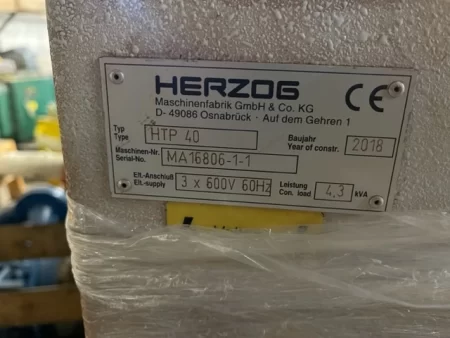 HERZOG
Maschinenfabrik GmbH & Co. KG
D- 49086 Osnabrück · Auf dem Gehren 1
CE
Typ
Type HTP 40
Baujahr
Year of constr. 2018
Maschinen-Nr.
Serial-No. MA16806-1-1
Elt.-Anschluß
Elt.-supply 3 x 600V 60Hz
Leistung
Con. load 4,3 kVA